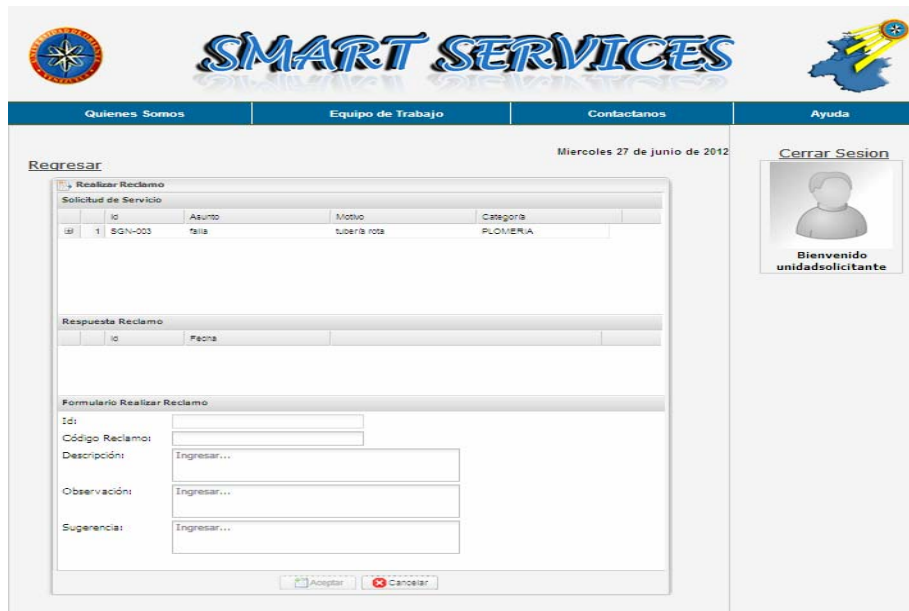 SMART SERVICES
Quienes Somos Equipo de Trabajo Contactanos Ayuda
Miercoles 27 de junio de 2012
Cerrar Sesion
Regresar
Realizar Reclamo
Solicitud de Servicio
Id Asunto Motivo Categoría
1 SGN-003 falla tubería rota PLOMERIA
Bienvenido
unidadsolicitante
Respuesta Reclamo
Id Fecha
Formulario Realizar Reclamo
Id:
Código Reclamo:
Descripción: Ingresar...
Observación: Ingresar...
Sugerencia: Ingresar...
Aceptar Cancelar